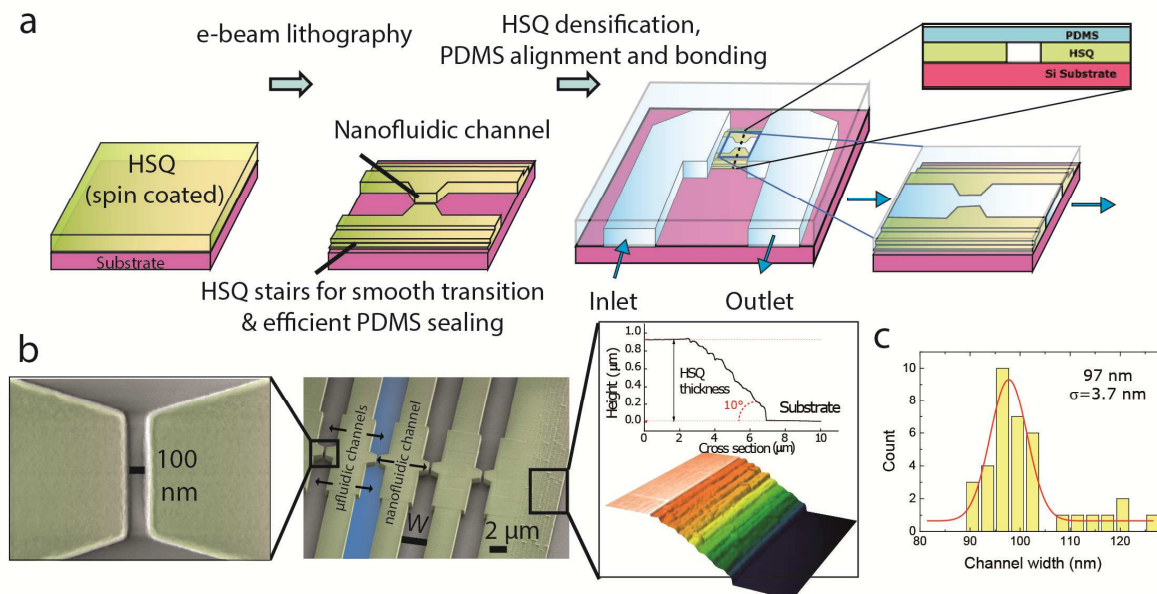 a
e-beam lithography
HSQ densification,
PDMS alignment and bonding
PDMS
HSQ
Si Substrate
Nanofluidic channel
HSQ
(spin coated)
Substrate
HSQ stairs for smooth transition
& efficient PDMS sealing
Inlet
Outlet
b
100
nm
µfluidic channels
nanofluidic channel
W
2 µm
Height (µm)
1.0
0.8
0.6
0.4
0.2
0.0
HSQ
thickness
10°
Substrate
0 2 4 6 8 10
Cross section (µm)
c
97 nm
σ=3.7 nm
Count
10
8
6
4
2
0
80 90 100 110 120
Channel width (nm)